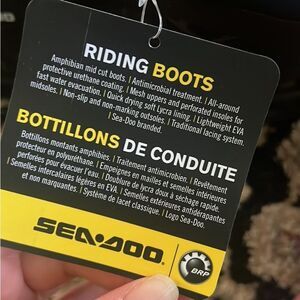 RIDING BOOTS
Amphibian mid cut boots. | Antimicrobial treatment. | All-around
protective urethane coating. | Mesh uppers and perforated insoles for
fast water evacuation. | Quick drying soft Lycra lining. | Lightweight EVA
midsoles. | Non-slip and non-marking outsoles. | Traditional lacing system.
| Sea-Doo branded.
BOTTILLONS DE CONDUITE
Bottillons montants amphibies. | Traitement antimicrobien. | Revêtement
protecteur en polyuréthane. | Empeignes en mailles et semelles intérieures
perforées pour évacuer l'eau. | Doublure de lycra doux à séchage rapide.
| Semelles intercalaires légères en EVA. | Semelles extérieures antidérapantes
et non marquantes. | Système de lacet classique. | Logo Sea-Doo.
SEA-DOO
BRP